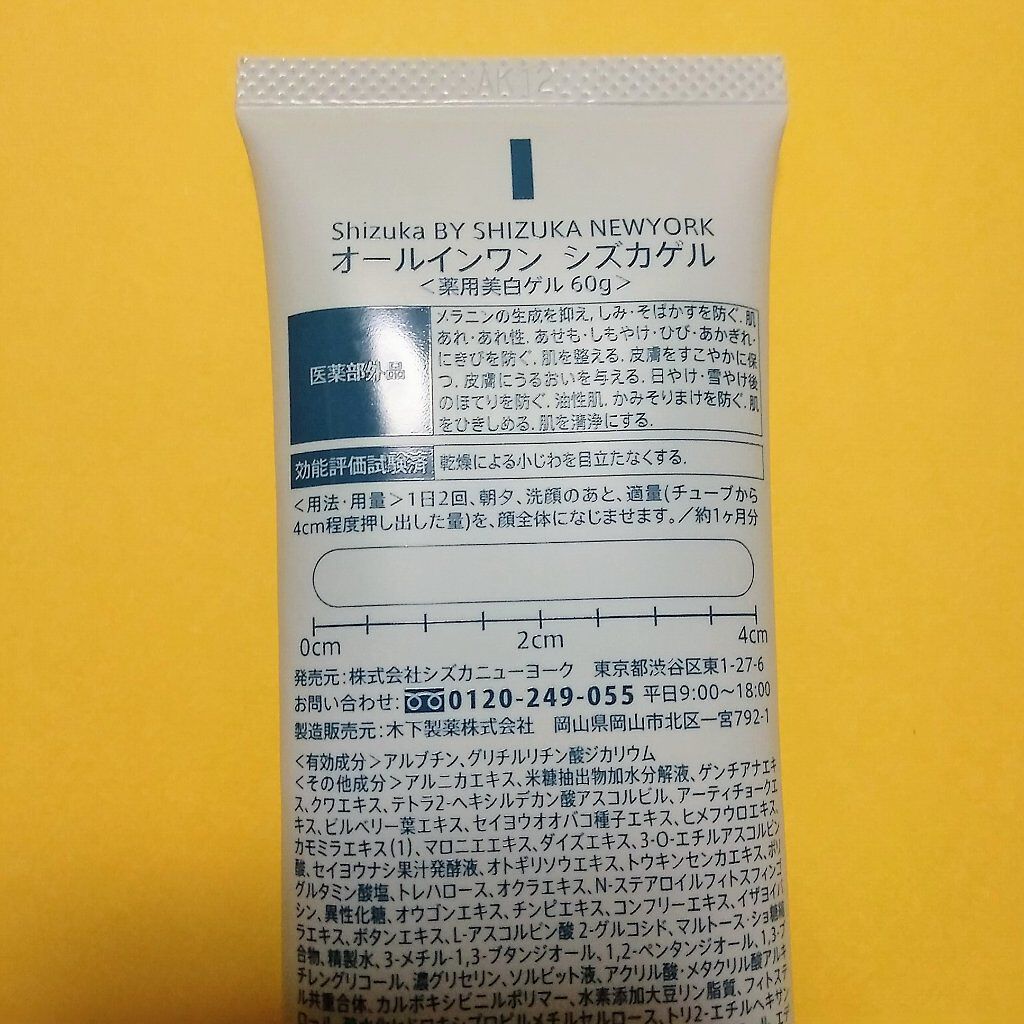 AK12
Shizuka BY SHIZUKA NEWYORK
オールインワン シズカゲル
＜薬用美白ゲル 60g＞
医薬部外品
メラニンの生成を抑え, しみ・そばかすを防ぐ. 肌
あれ・あれ性. あせも・しもやけ・ひび・あかぎれ・
にきびを防ぐ. 肌を整える. 皮膚をすこやかに保
つ. 皮膚にうるおいを与える. 日やけ・雪やけ後
のほてりを防ぐ. 油性肌. かみそりまけを防ぐ. 肌
をひきしめる. 肌を清浄にする.
効能評価試験済
乾燥による小じわを目立たなくする.
＜用法・用量＞1日2回、朝夕、洗顔のあと、適量(チューブから
4cm程度押し出した量)を、顔全体になじませます。／約1ヶ月分
0cm 2cm 4cm
発売元：株式会社シズカニューヨーク 東京都渋谷区東1-27-6
お問い合わせ：0120-249-055 平日9:00～18:00
製造販売元：木下製薬株式会社 岡山県岡山市北区一宮792-1
＜有効成分＞アルブチン、グリチルリチン酸ジカリウム
＜その他成分＞アルニカエキス、米糠抽出物加水分解液、ゲンチアナエキ
ス、クワエキス、テトラ2-ヘキシルデカン酸アスコルビル、アーティチョークエ
キス、ビルベリー葉エキス、セイヨウオオバコ種子エキス、ヒメフウロエキス、
カモミラエキス(1)、マロニエエキス、ダイズエキス、3-O-エチルアスコルビン
酸、セイヨウナシ果汁発酵液、オトギリソウエキス、トウキンセンカエキス、ポリ
グルタミン酸塩、トレハロース、オクラエキス、N-ステアロイルフィトスフィンゴ
シン、異性化糖、オウゴンエキス、チンピエキス、コンフリーエキス、イザヨイバ
ラエキス、ボタンエキス、L-アスコルビン酸 2-グルコシド、マルトース・ショ糖縮
合物、精製水、3-メチル-1,3-ブタンジオール、1,2-ペンタンジオール、1,3-ブ
チレングリコール、濃グリセリン、ソルビット液、アクリル酸・メタクリル酸アルキ
ル共重合体、カルボキシビニルポリマー、水素添加大豆リン脂質、フイトステ
ロール、ヒドロキシプロピルメチルセルロース、トリ2-エチルヘキサン